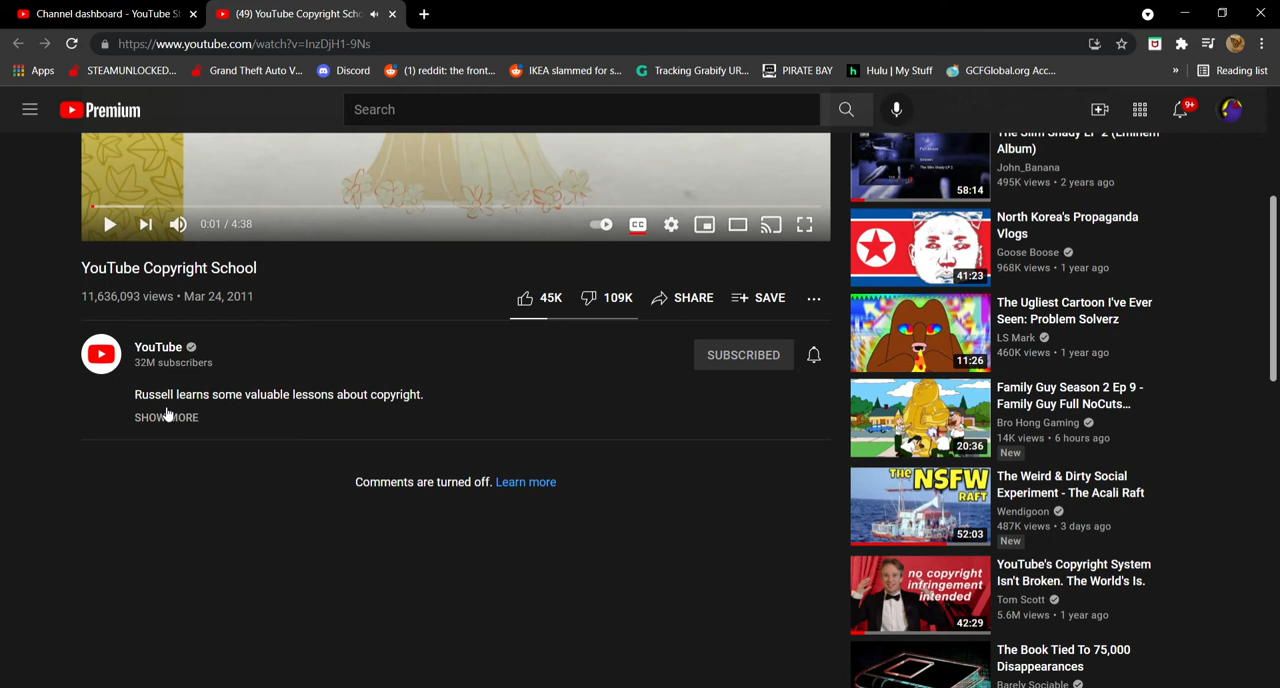 Channel dashboard - YouTube St
(49) YouTube Copyright Scho
https://www.youtube.com/watch?v=InzDjH1-9Ns
Apps
STEAMUNLOCKED...
Grand Theft Auto V...
Discord
(1) reddit: the front...
IKEA slammed for s...
Tracking Grabify UR...
PIRATE BAY
Hulu | My Stuff
GCFGlobal.org Acc...
»
Reading list
Premium
Search
9+
0:01 / 4:38
CC
YouTube Copyright School
11,636,093 views • Mar 24, 2011
45K
109K
SHARE
SAVE
YouTube
32M subscribers
SUBSCRIBED
Russell learns some valuable lessons about copyright.
SHOW MORE
Comments are turned off. Learn more
The Slim Shady LP 2 (Eminem
Album)
John_Banana
495K views • 2 years ago
58:14
North Korea's Propaganda
Vlogs
Goose Boose
968K views • 1 year ago
41:23
The Ugliest Cartoon I've Ever
Seen: Problem Solverz
LS Mark
460K views • 1 year ago
11:26
Family Guy Season 2 Ep 9 -
Family Guy Full NoCuts...
Bro Hong Gaming
14K views • 6 hours ago
New
20:36
THE NSFW
RAFT
The Weird & Dirty Social
Experiment - The Acali Raft
Wendigoon
487K views • 3 days ago
New
52:03
no copyright
infringement
intended
YouTube's Copyright System
Isn't Broken. The World's Is.
Tom Scott
5.6M views • 1 year ago
42:29
The Book Tied To 75,000
Disappearances
Barely Sociable